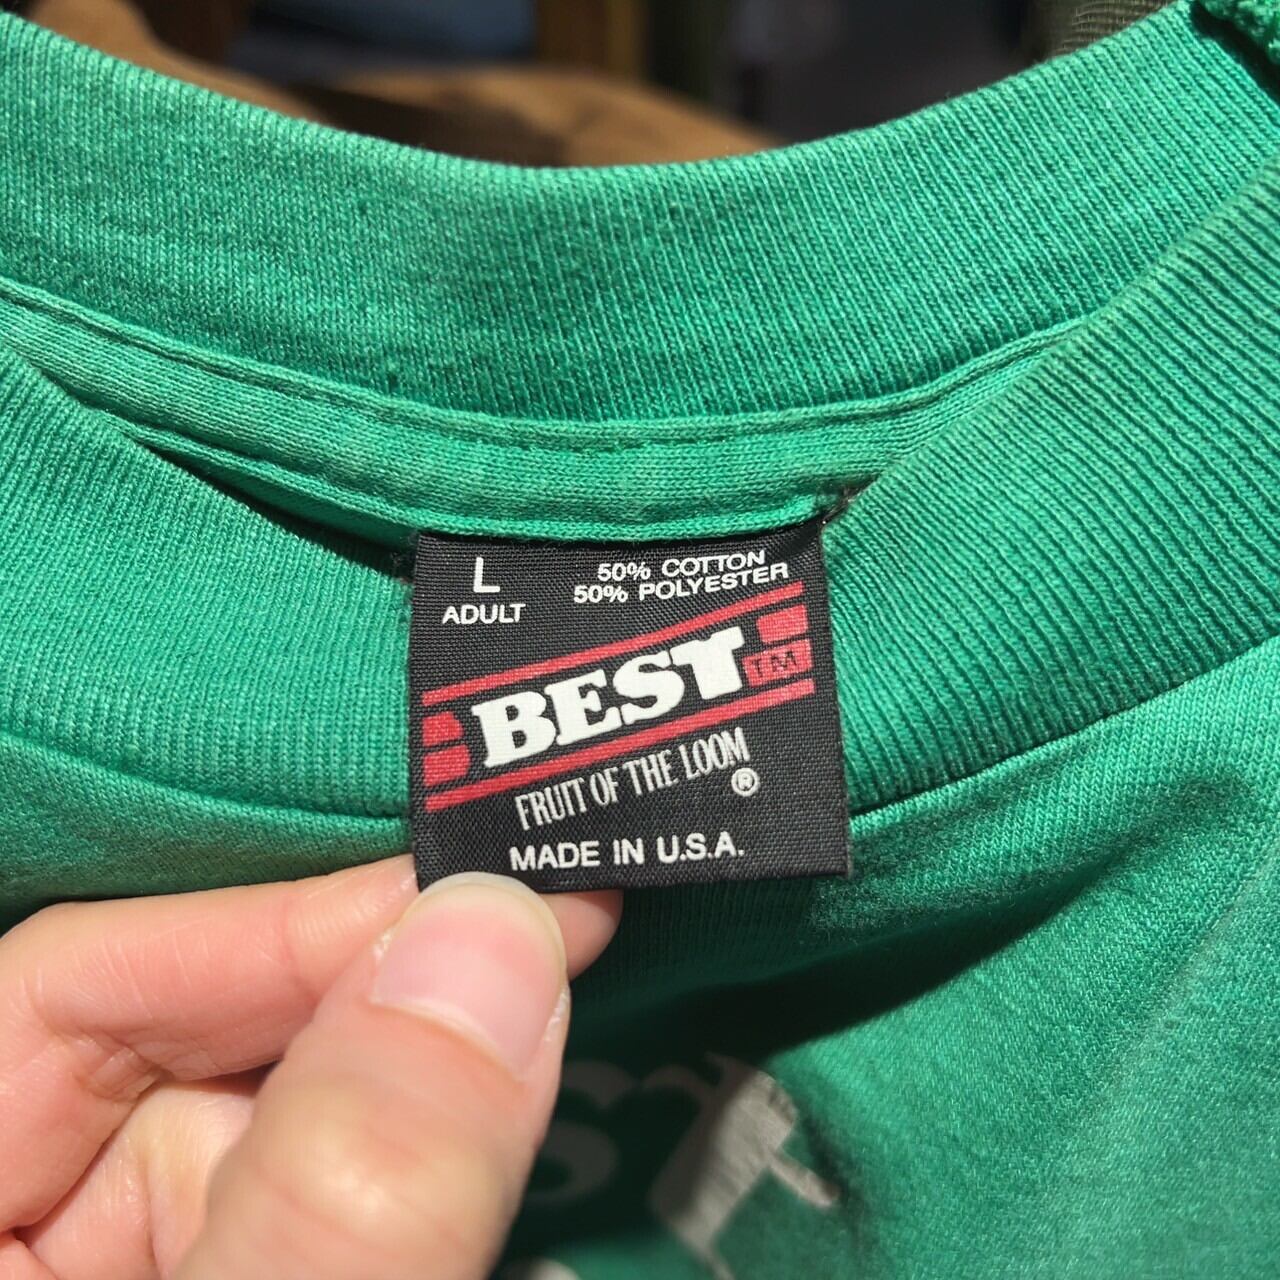 L
ADULT
50% COTTON
50% POLYESTER
BEST TM
FRUIT OF THE LOOM
®
MADE IN U.S.A.